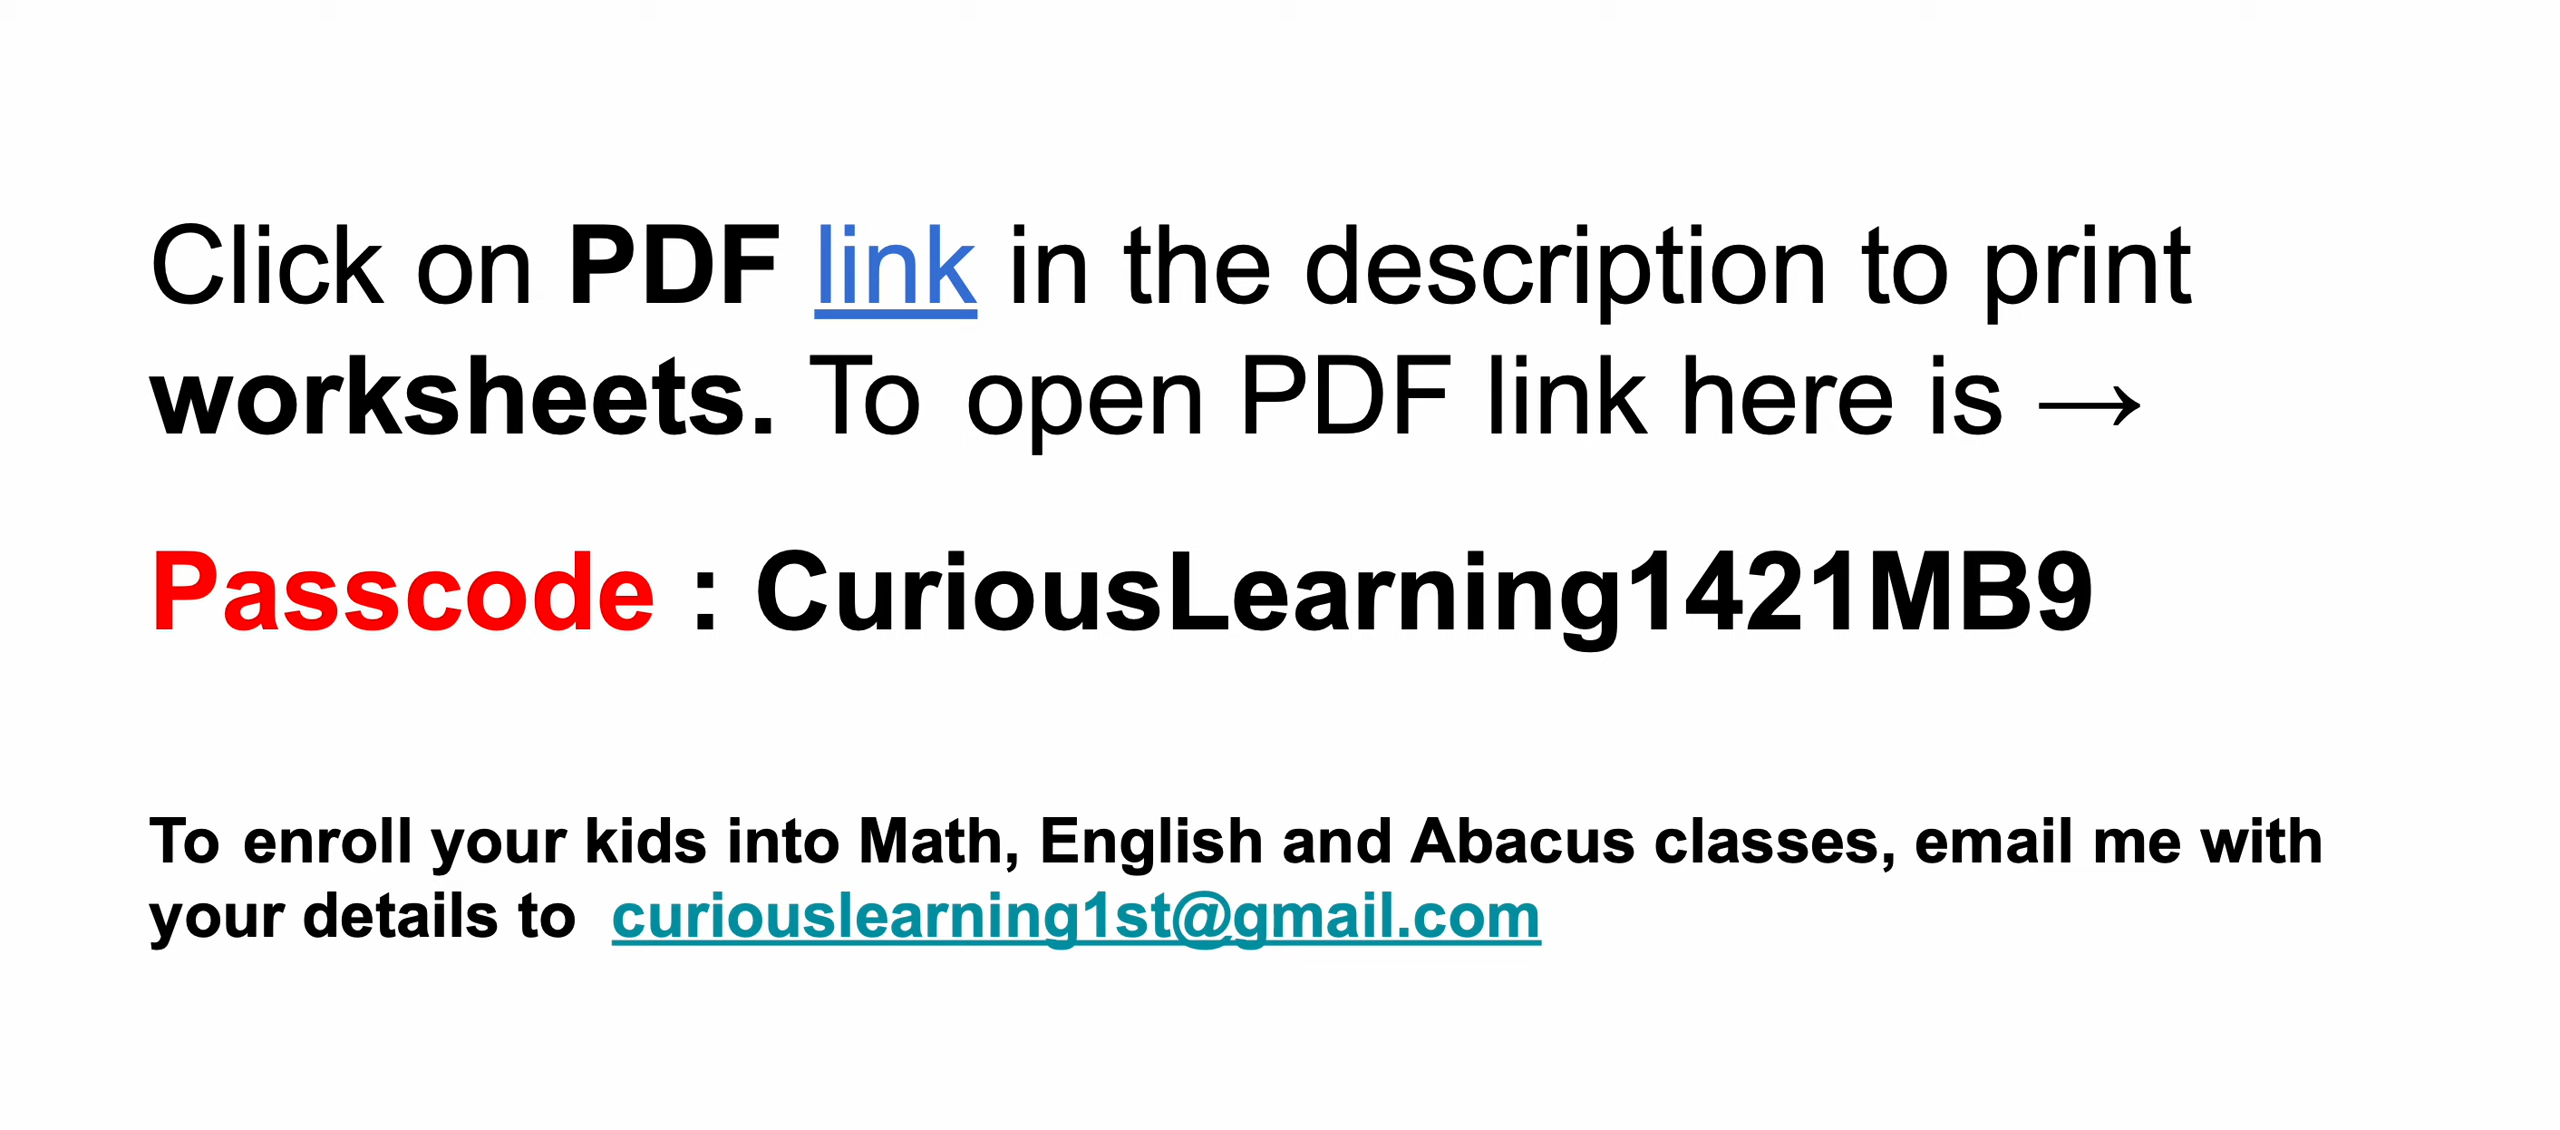 Click on PDF link in the description to print
worksheets. To open PDF link here is →
Passcode : CuriousLearning1421MB9
To enroll your kids into Math, English and Abacus classes, email me with
your details to curiouslearning1st@gmail.com